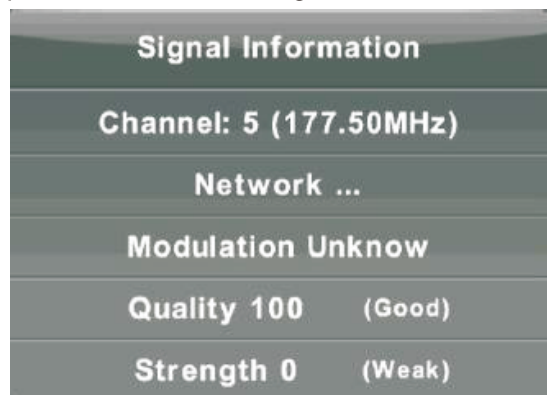 Signal Information
Channel: 5 (177.50MHz)
Network ...
Modulation Unknow
Quality 100 (Good)
Strength 0 (Weak)